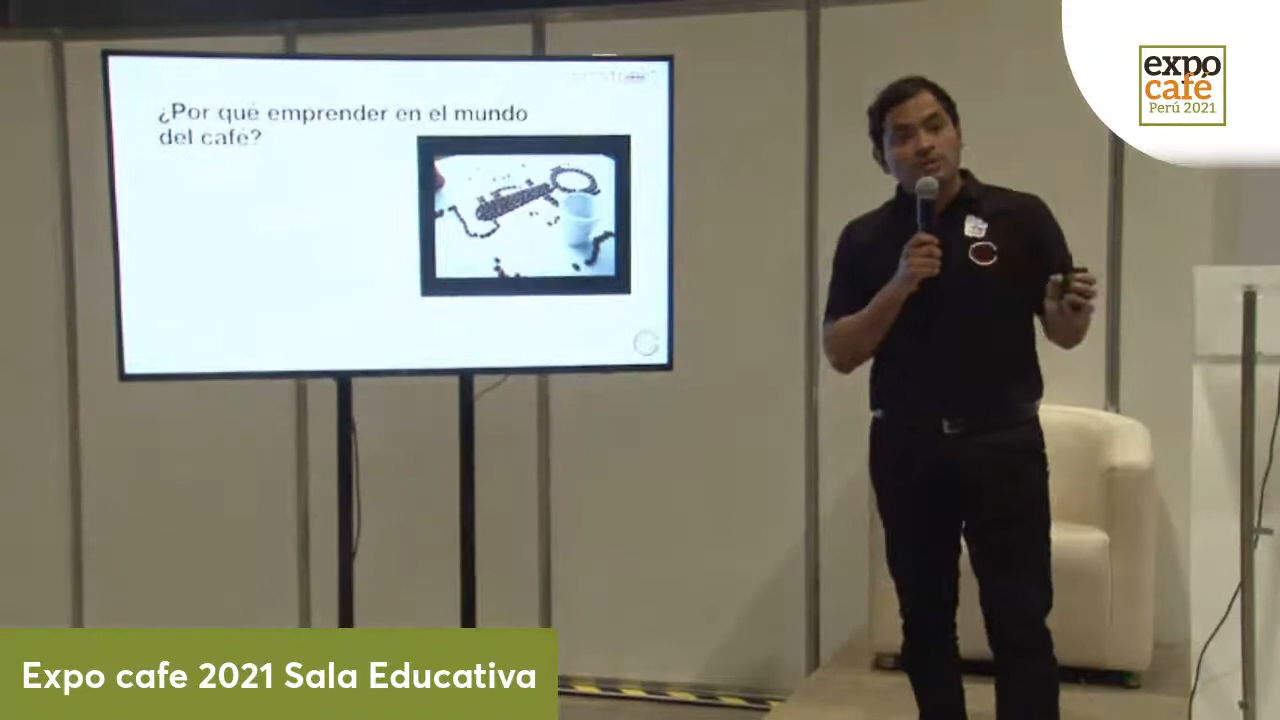 ¿Por qué emprender en el mundo
del café?
expo
café
Perú 2021
Expo cafe 2021 Sala Educativa